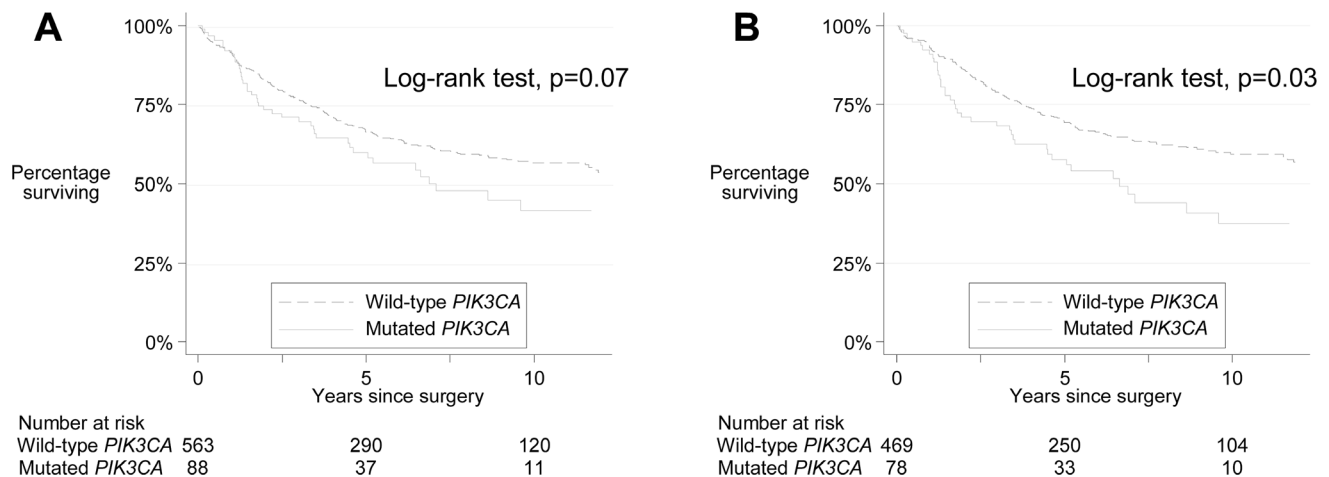 A
100%
75%
50%
25%
0%
Percentage
surviving
Log-rank test, p=0.07
Wild-type PIK3CA
Mutated PIK3CA
0 5 10
Years since surgery
Number at risk
Wild-type PIK3CA 563 290 120
Mutated PIK3CA 88 37 11
B
100%
75%
50%
25%
0%
Percentage
surviving
Log-rank test, p=0.03
Wild-type PIK3CA
Mutated PIK3CA
0 5 10
Years since surgery
Number at risk
Wild-type PIK3CA 469 250 104
Mutated PIK3CA 78 33 10